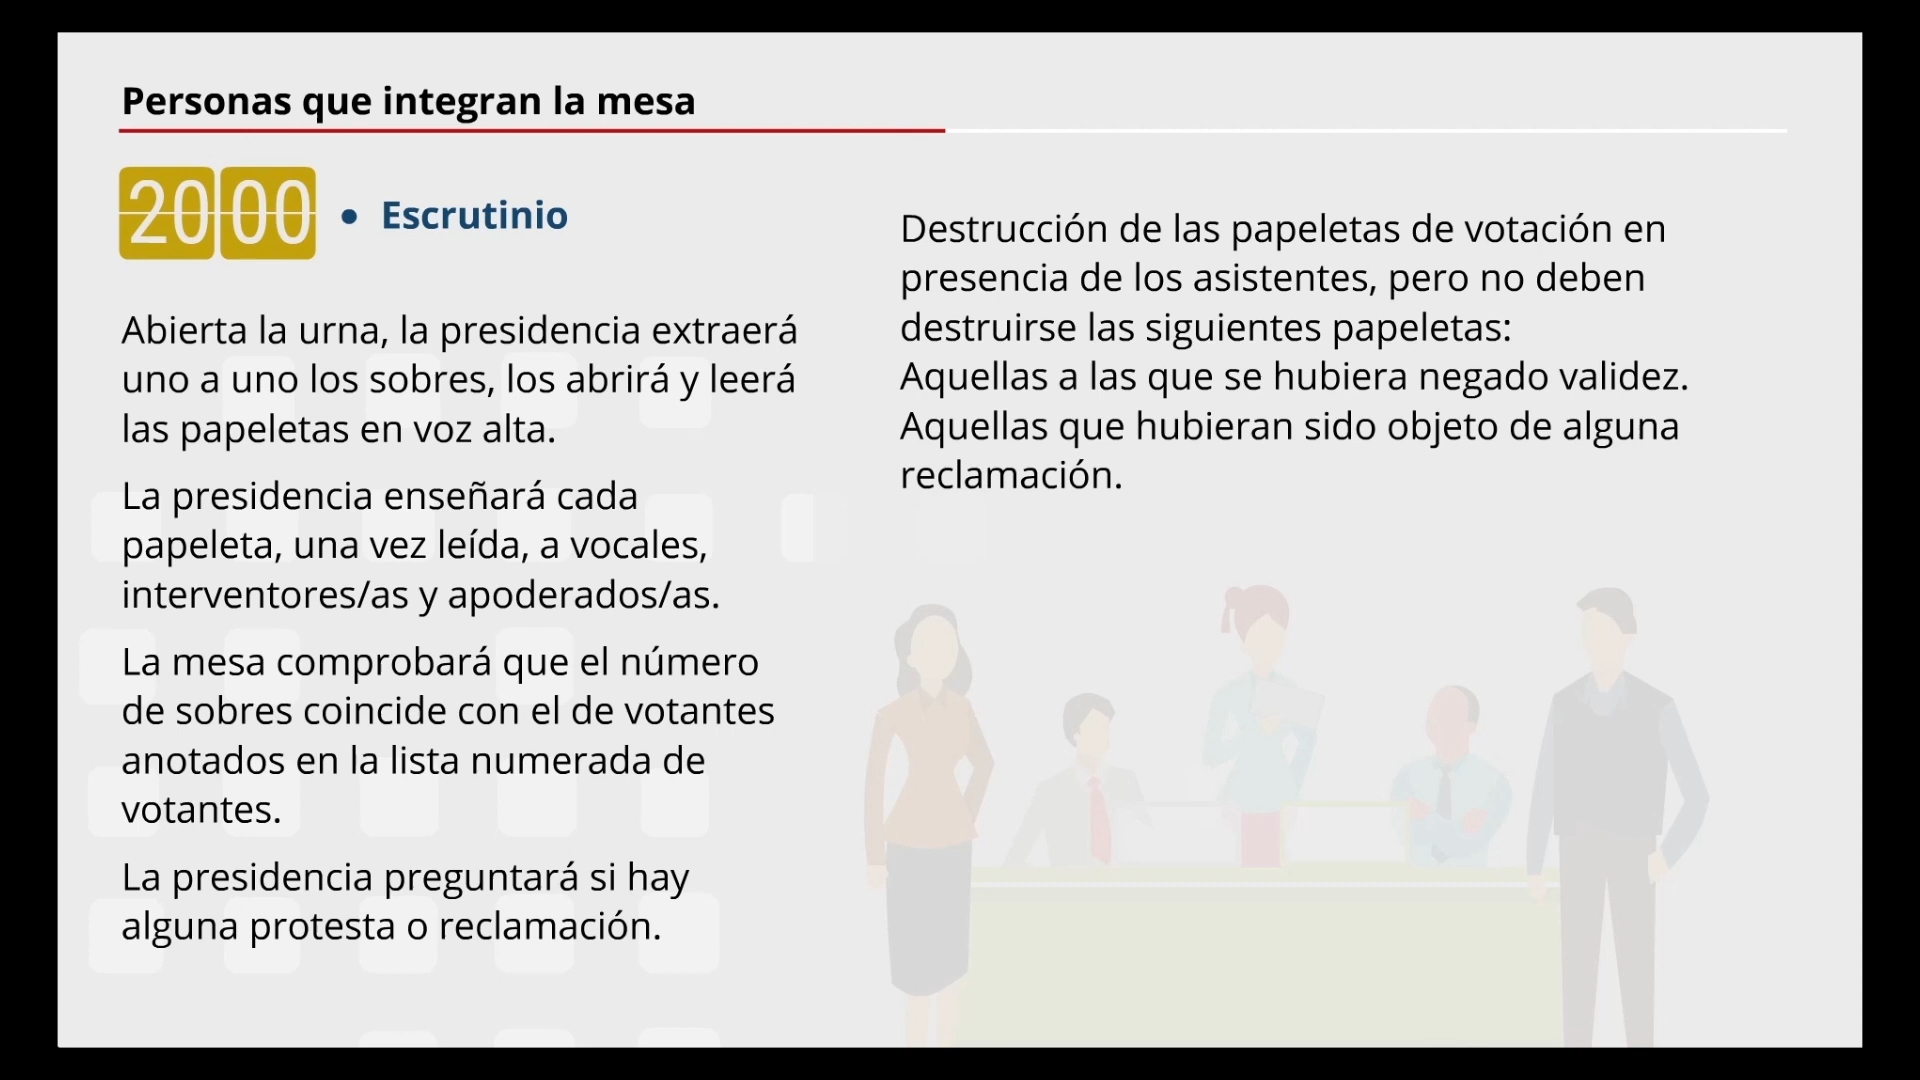 Personas que integran la mesa
20 00
• Escrutinio
Abierta la urna, la presidencia extraerá
uno a uno los sobres, los abrirá y leerá
las papeletas en voz alta.
La presidencia enseñará cada
papeleta, una vez leída, a vocales,
interventores/as y apoderados/as.
La mesa comprobará que el número
de sobres coincide con el de votantes
anotados en la lista numerada de
votantes.
La presidencia preguntará si hay
alguna protesta o reclamación.
Destrucción de las papeletas de votación en
presencia de los asistentes, pero no deben
destruirse las siguientes papeletas:
Aquellas a las que se hubiera negado validez.
Aquellas que hubieran sido objeto de alguna
reclamación.